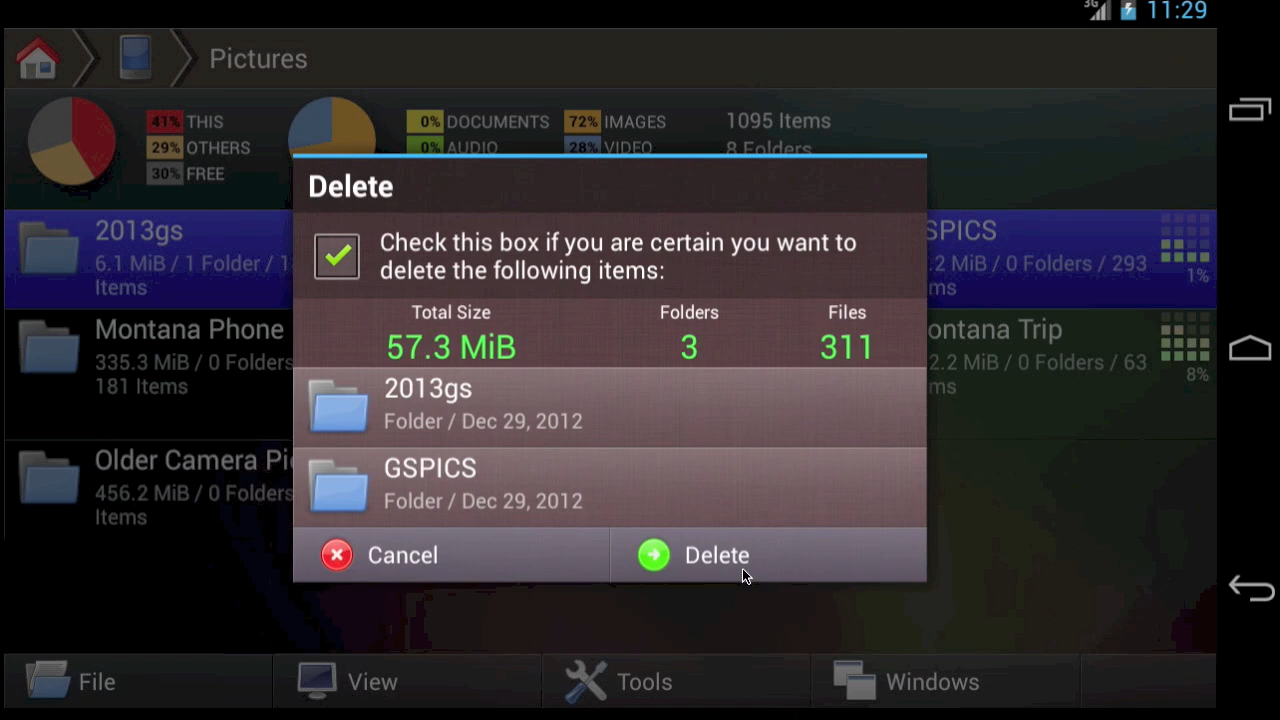 3G 11:29
Pictures
41% THIS
29% OTHERS
30% FREE
0% DOCUMENTS
0% AUDIO
72% IMAGES
28% VIDEO
1095 Items
8 Folders
2013gs
6.1 MiB / 1 Folder / 1
Items
SPICS
.2 MiB / 0 Folders / 293
ms
1%
Montana Phone
335.3 MiB / 0 Folders
181 Items
ontana Trip
2.2 MiB / 0 Folders / 63
ms
8%
Older Camera Pi
456.2 MiB / 0 Folders
Items
Delete
Check this box if you are certain you want to
delete the following items:
Total Size Folders Files
57.3 MiB 3 311
2013gs
Folder / Dec 29, 2012
GSPICS
Folder / Dec 29, 2012
Cancel Delete
File View Tools Windows